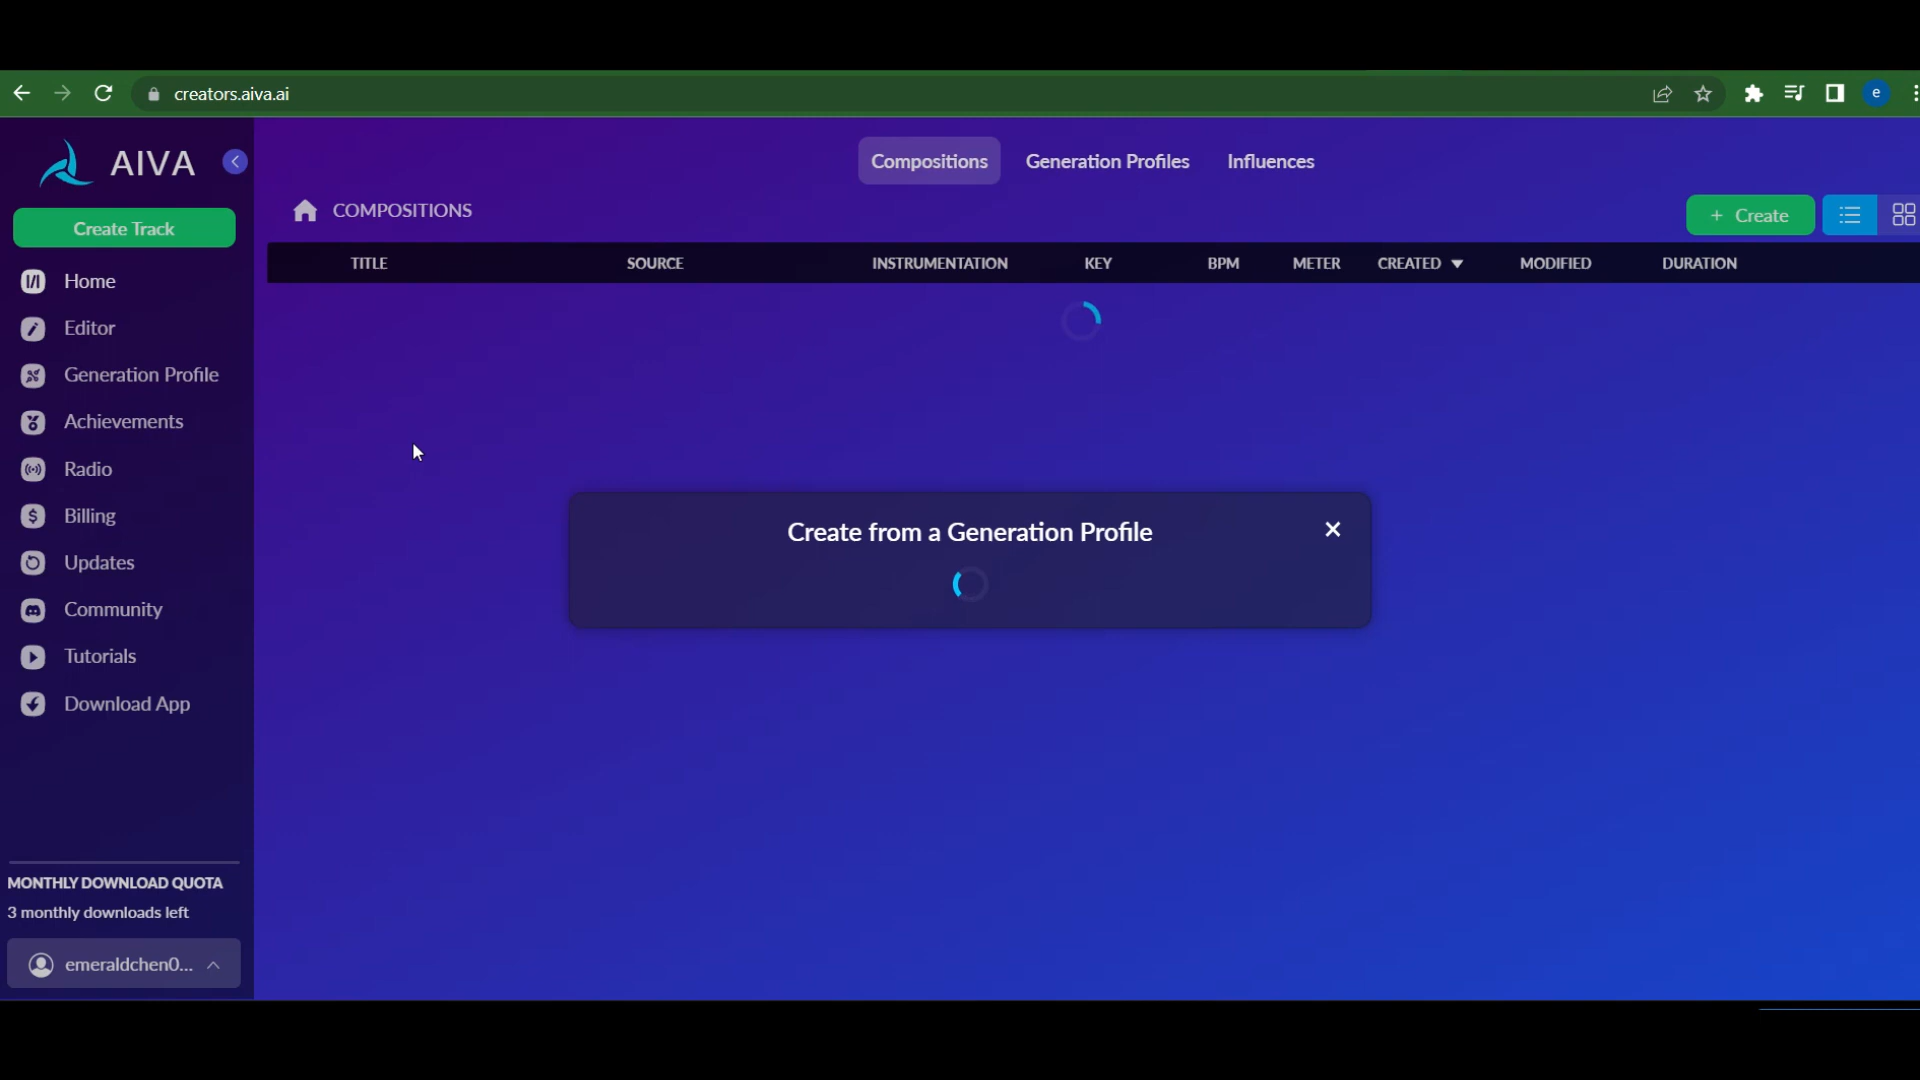 creators.aiva.ai
e
AIVA
Compositions
Generation Profiles
Influences
COMPOSITIONS
+ Create
Create Track
TITLE
SOURCE
INSTRUMENTATION
KEY
BPM
METER
CREATED
MODIFIED
DURATION
Home
Editor
Generation Profile
Achievements
Radio
Billing
Updates
Community
Tutorials
Download App
Create from a Generation Profile
MONTHLY DOWNLOAD QUOTA
3 monthly downloads left
emeraldchen0...